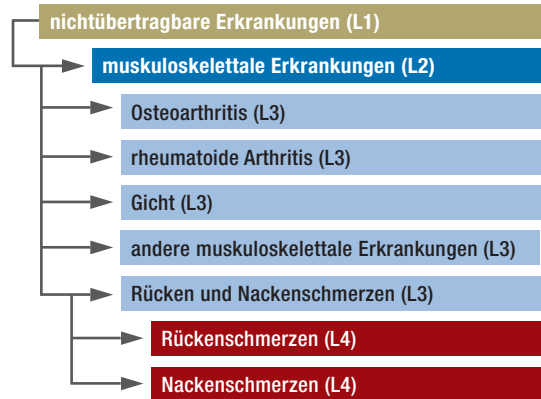 nichtübertragbare Erkrankungen (L1)
muskuloskelettale Erkrankungen (L2)
Osteoarthritis (L3)
rheumatoide Arthritis (L3)
Gicht (L3)
andere muskuloskelettale Erkrankungen (L3)
Rücken und Nackenschmerzen (L3)
Rückenschmerzen (L4)
Nackenschmerzen (L4)